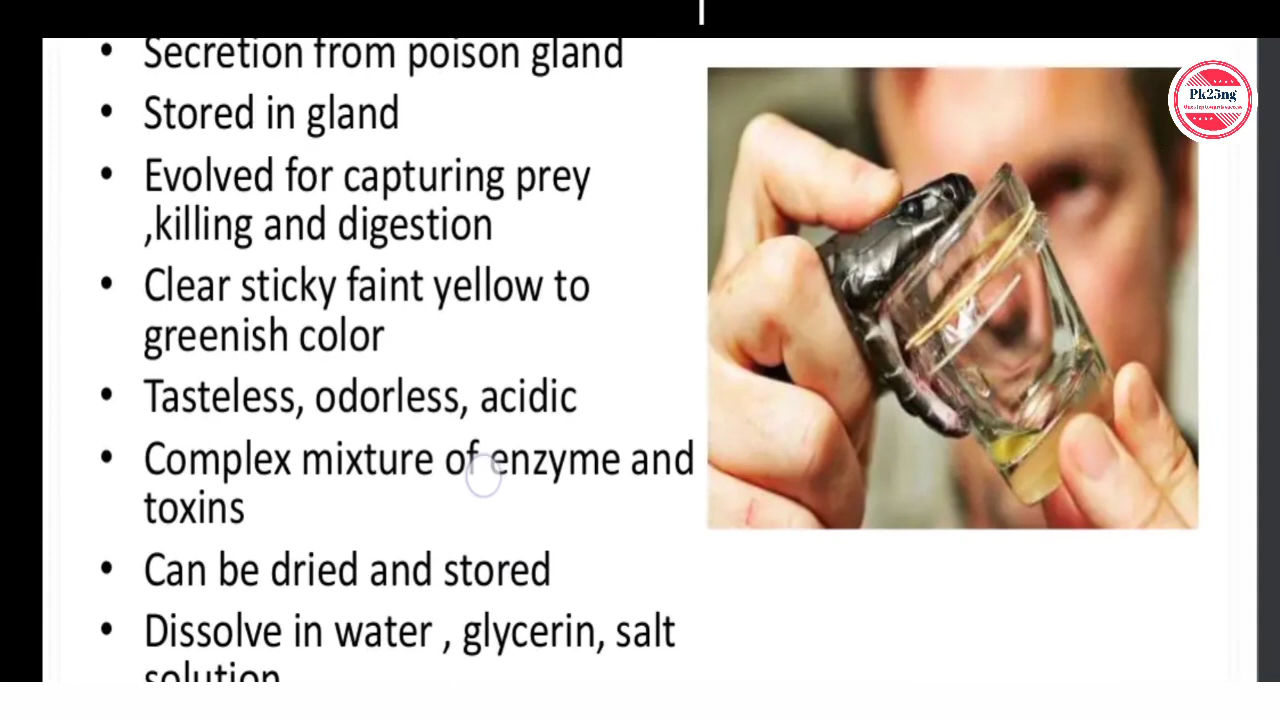 Secretion from poison gland
• Stored in gland
• Evolved for capturing prey
,killing and digestion
• Clear sticky faint yellow to
greenish color
• Tasteless, odorless, acidic
• Complex mixture of enzyme and
toxins
• Can be dried and stored
• Dissolve in water , glycerin, salt
solution
Pk25ng